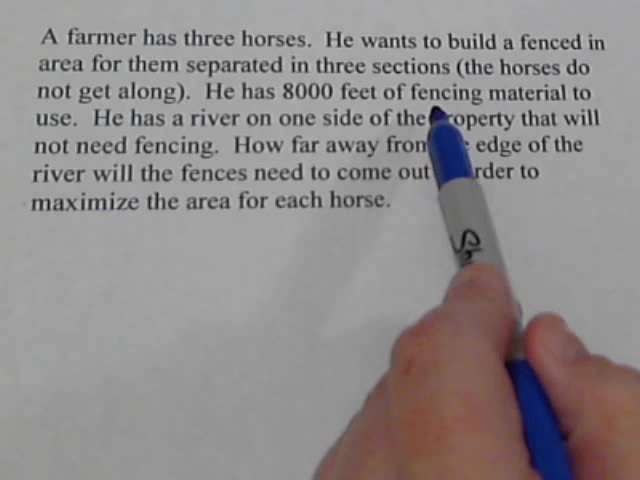 A farmer has three horses. He wants to build a fenced in
area for them separated in three sections (the horses do
not get along). He has 8000 feet of fencing material to
use. He has a river on one side of the property that will
not need fencing. How far away from edge of the
river will the fences need to come out order to
maximize the area for each horse.